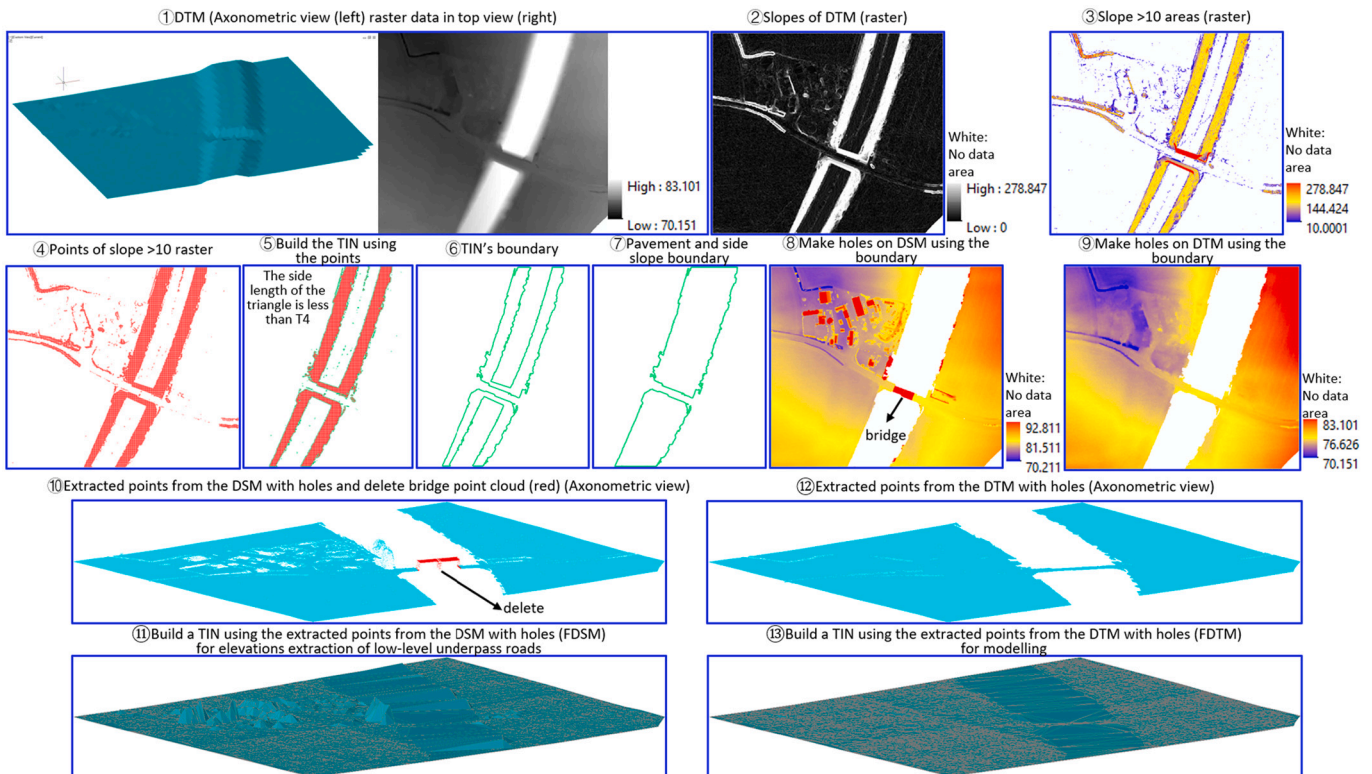 ①DTM (Axonometric view (left) raster data in top view (right)
②Slopes of DTM (raster)
③Slope >10 areas (raster)
High : 83.101
Low : 70.151
White:
No data
area
High : 278.847
Low : 0
White:
No data
area
278.847
144.424
10.0001
④Points of slope >10 raster
⑤Build the TIN using
the points
⑥TIN's boundary
⑦Pavement and side
slope boundary
⑧Make holes on DSM using the
boundary
⑨Make holes on DTM using the
boundary
The side
length of the
triangle is less
than T4
bridge
White:
No data
area
92.811
81.511
70.211
White:
No data
area
83.101
76.626
70.151
⑩Extracted points from the DSM with holes and delete bridge point cloud (red) (Axonometric view)
⑫Extracted points from the DTM with holes (Axonometric view)
delete
⑪Build a TIN using the extracted points from the DSM with holes (FDSM)
for elevations extraction of low-level underpass roads
⑬Build a TIN using the extracted points from the DTM with holes (FDTM)
for modelling